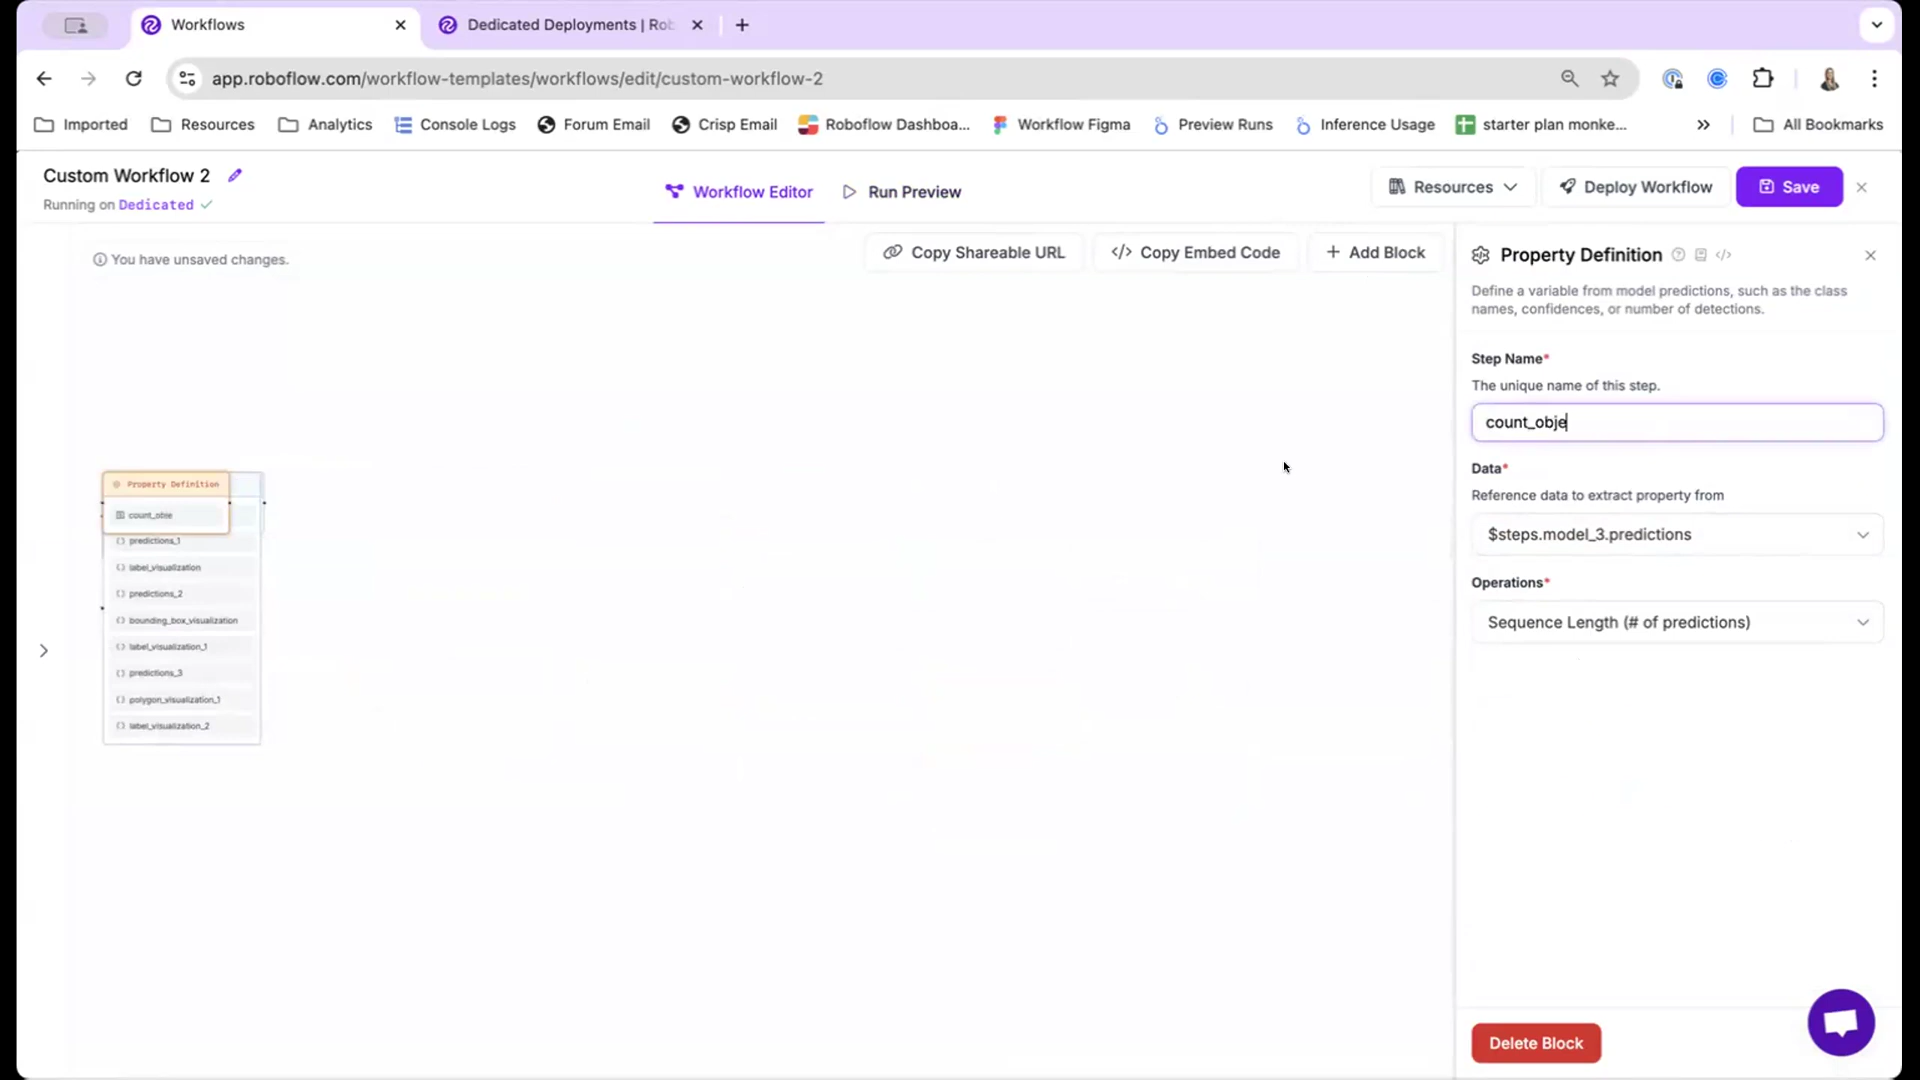 Workflows
Dedicated Deployments | Rob
app.roboflow.com/workflow-templates/workflows/edit/custom-workflow-2
Imported
Resources
Analytics
Console Logs
Forum Email
Crisp Email
Roboflow Dashboa...
Workflow Figma
Preview Runs
Inference Usage
starter plan monke...
All Bookmarks
Custom Workflow 2
Running on Dedicated
Workflow Editor
Run Preview
Resources
Deploy Workflow
Save
You have unsaved changes.
Copy Shareable URL
Copy Embed Code
Add Block
Property Definition
Define a variable from model predictions, such as the class
names, confidences, or number of detections.
Step Name*
The unique name of this step.
count_obje
Data*
Reference data to extract property from
$steps.model_3.predictions
Operations*
Sequence Length (# of predictions)
Delete Block
Property Definition
count_obje
predictions_1
label_visualization
predictions_2
bounding_box_visualization
label_visualization_1
predictions_3
polygon_visualization_1
label_visualization_2